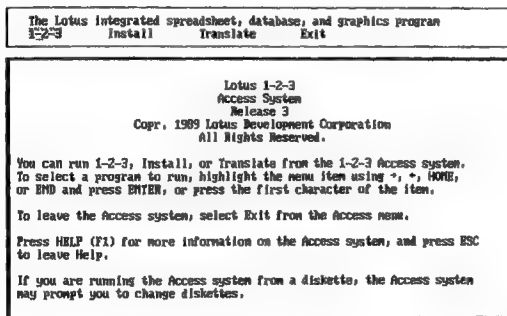 The Lotus integrated spreadsheet, database, and graphics program
1-2-3 Install Translate Exit
Lotus 1-2-3
Access System
Release 3
Copr. 1989 Lotus Development Corporation
All Rights Reserved.
You can run 1-2-3, Install, or Translate from the 1-2-3 Access system.
To select a program to run, highlight the menu item using →, ←, HOME,
or END and press ENTER, or press the first character of the item.
To leave the Access system, select Exit from the Access menu.
Press HELP (F1) for more information on the Access system, and press ESC
to leave Help.
If you are running the Access system from a diskette, the Access system
may prompt you to change diskettes.